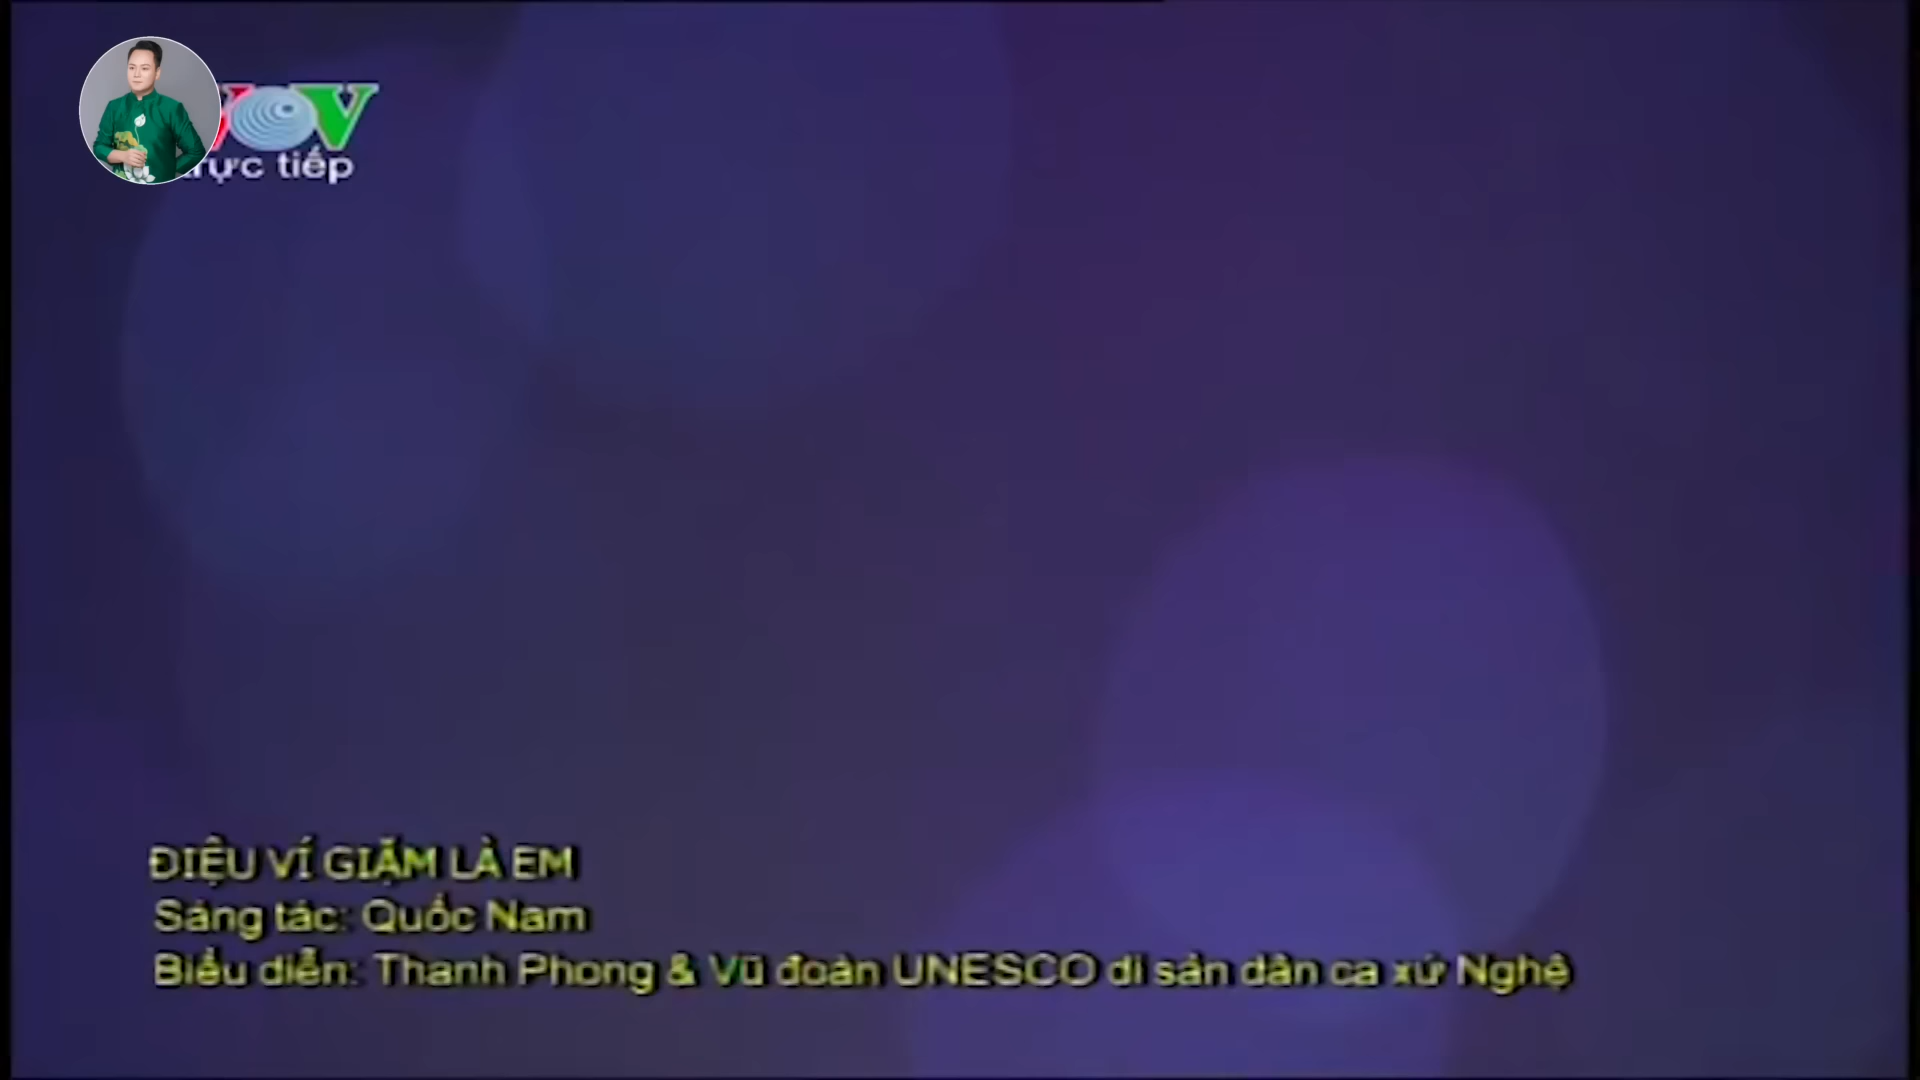 VOV
trực tiếp
ĐIỆU VÍ GIẶM LÀ EM
Sáng tác: Quốc Nam
Biểu diễn: Thanh Phong & Vũ đoàn UNESCO di sản dân ca xứ Nghệ